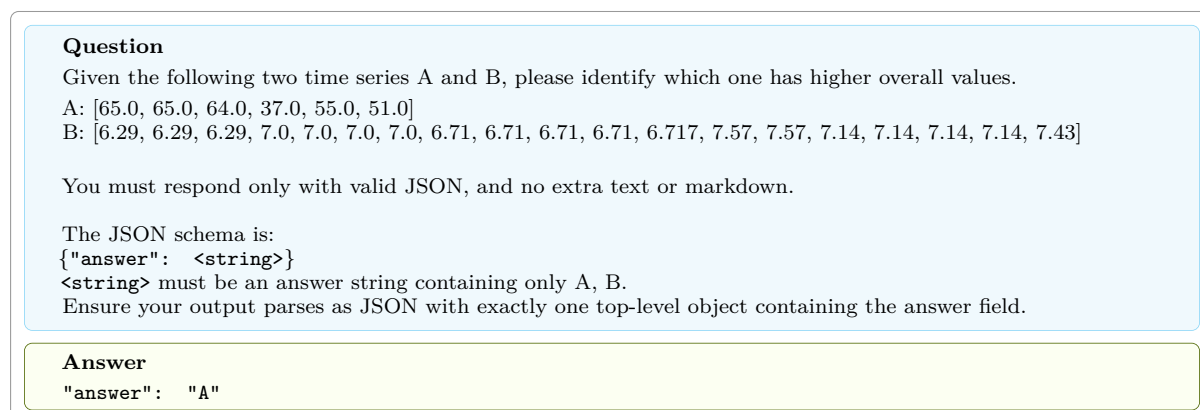 Question
Given the following two time series A and B, please identify which one has higher overall values.
A: [65.0, 65.0, 64.0, 37.0, 55.0, 51.0]
B: [6.29, 6.29, 6.29, 7.0, 7.0, 7.0, 7.0, 6.71, 6.71, 6.71, 6.71, 6.717, 7.57, 7.57, 7.14, 7.14, 7.14, 7.14, 7.43]
You must respond only with valid JSON, and no extra text or markdown.
The JSON schema is:
{"answer": <string>}
<string> must be an answer string containing only A, B.
Ensure your output parses as JSON with exactly one top-level object containing the answer field.
Answer
"answer": "A"